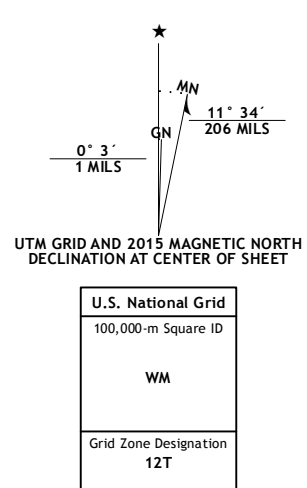 ★
MN
GN
11° 34´
206 MILS
0° 3´
1 MILS
UTM GRID AND 2015 MAGNETIC NORTH
DECLINATION AT CENTER OF SHEET
U.S. National Grid
100,000-m Square ID
WM
Grid Zone Designation
12T